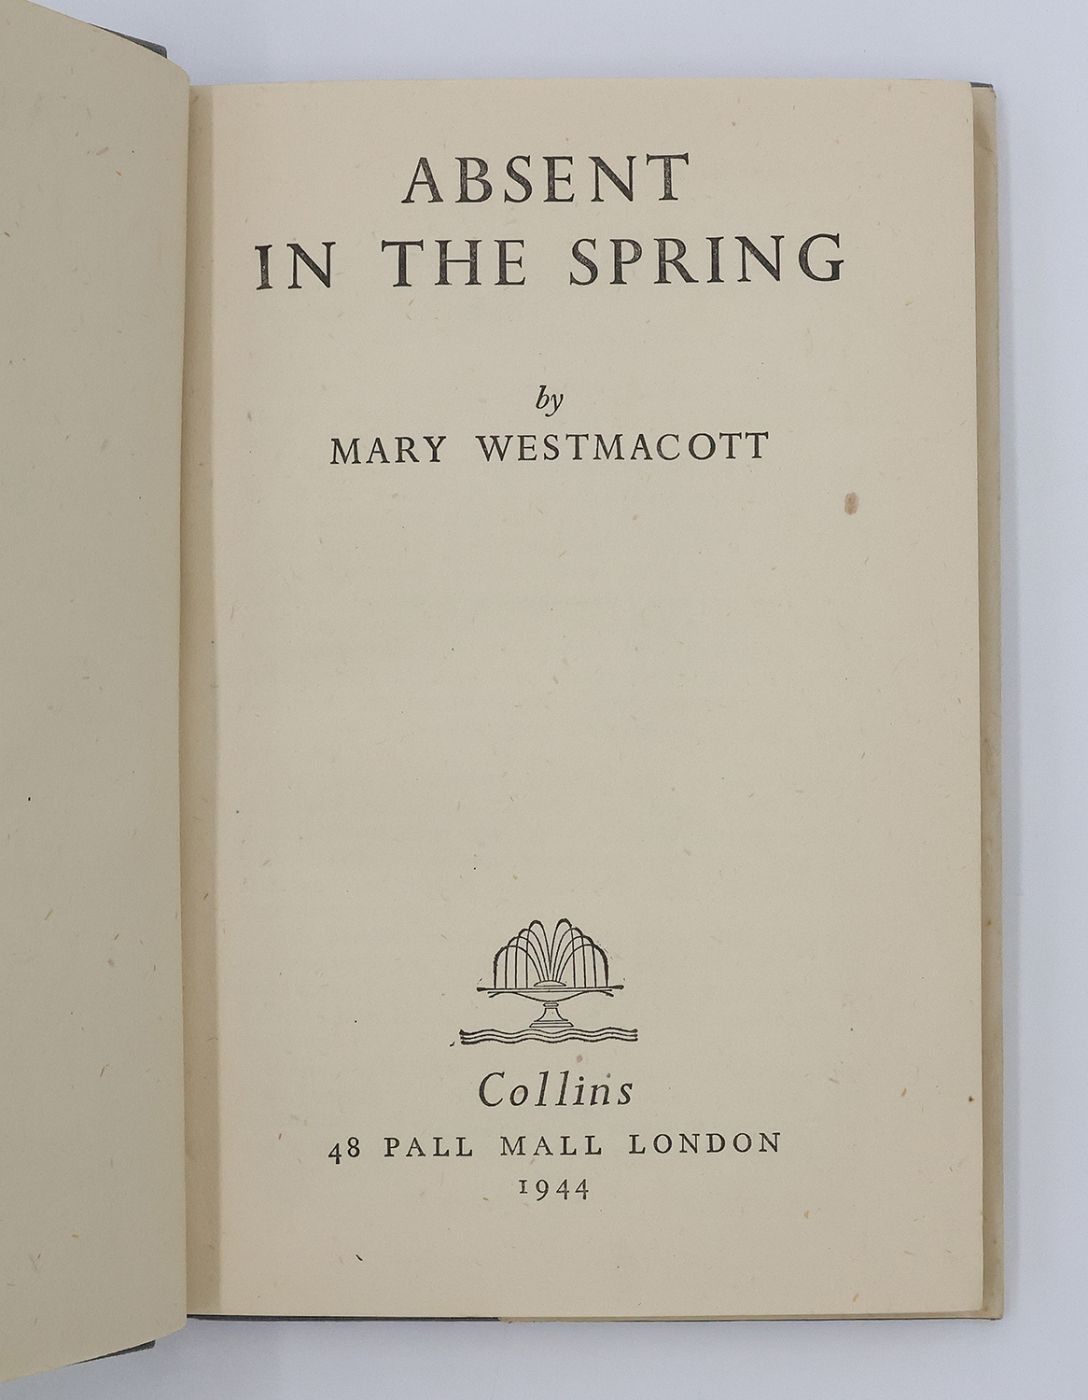 ABSENT
IN THE SPRING
by
MARY WESTMACOTT
Collins
48 PALL MALL LONDON
1944